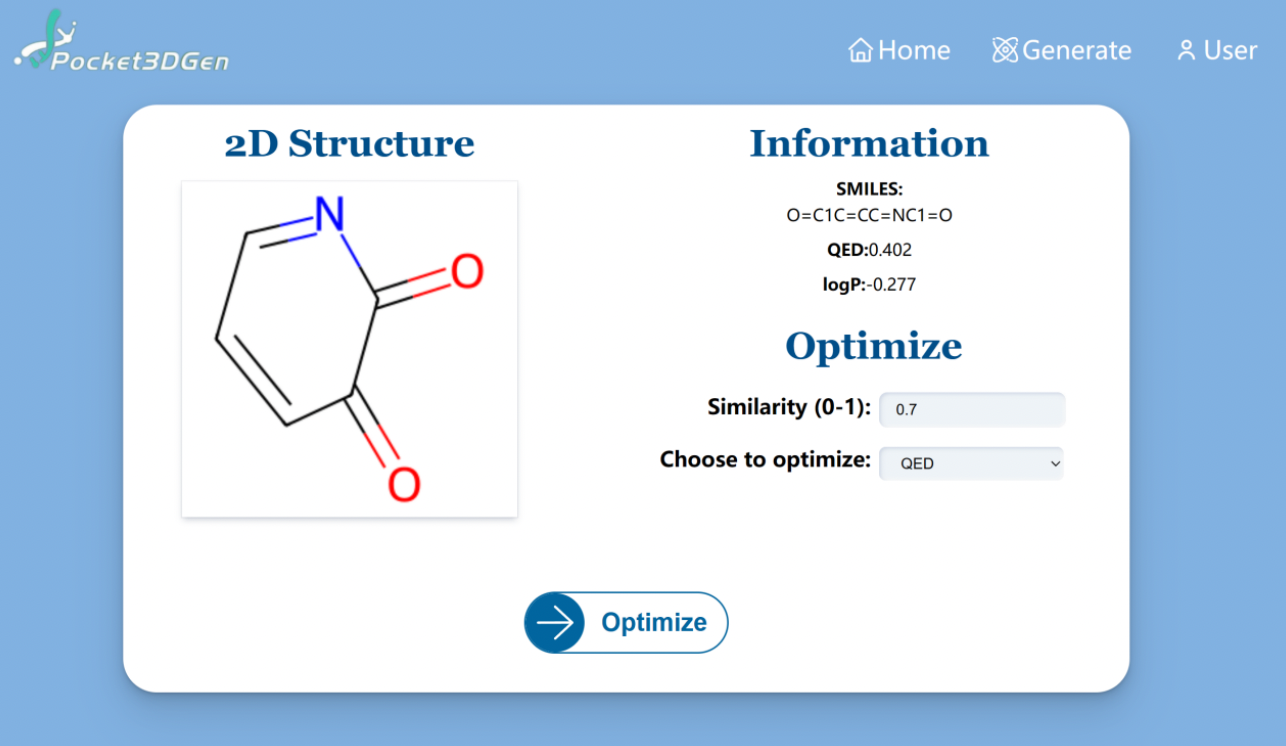 Pocket3DGen
Home
Generate
User
2D Structure
N
O
O
Information
SMILES:
O=C1C=CC=NC1=O
QED:0.402
logP:-0.277
Optimize
Similarity (0-1): 0.7
Choose to optimize: QED
Optimize